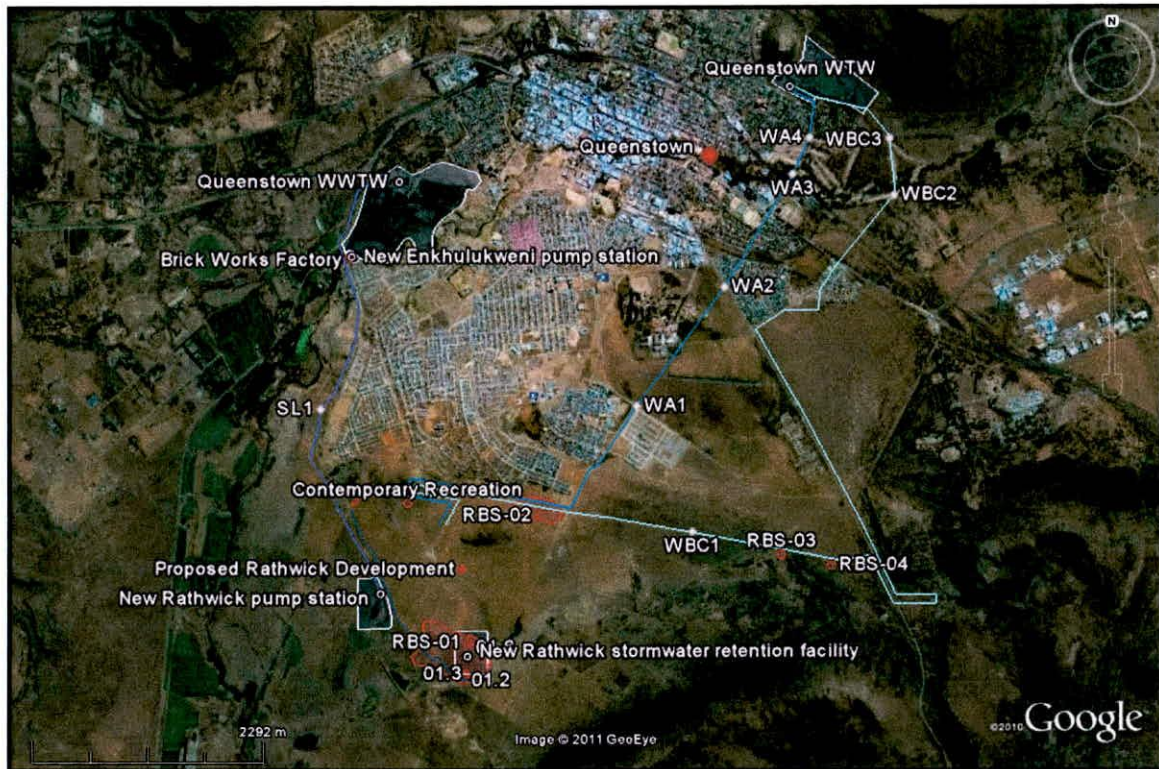 N
Queenstown WTW
WA4
WBC3
Queenstown
WA3
Queenstown WWTW
WBC2
Brick Works Factory
New Enkhulukweni pump station
WA2
WA1
SL1
Contemporary Recreation
RBS-02
WBC1
RBS-03
RBS-04
Proposed Rathwick Development
New Rathwick pump station
RBS-01
New Rathwick stormwater retention facility
01.3
01.2
2292 m
Image © 2011 GeoEye
©2010 Google